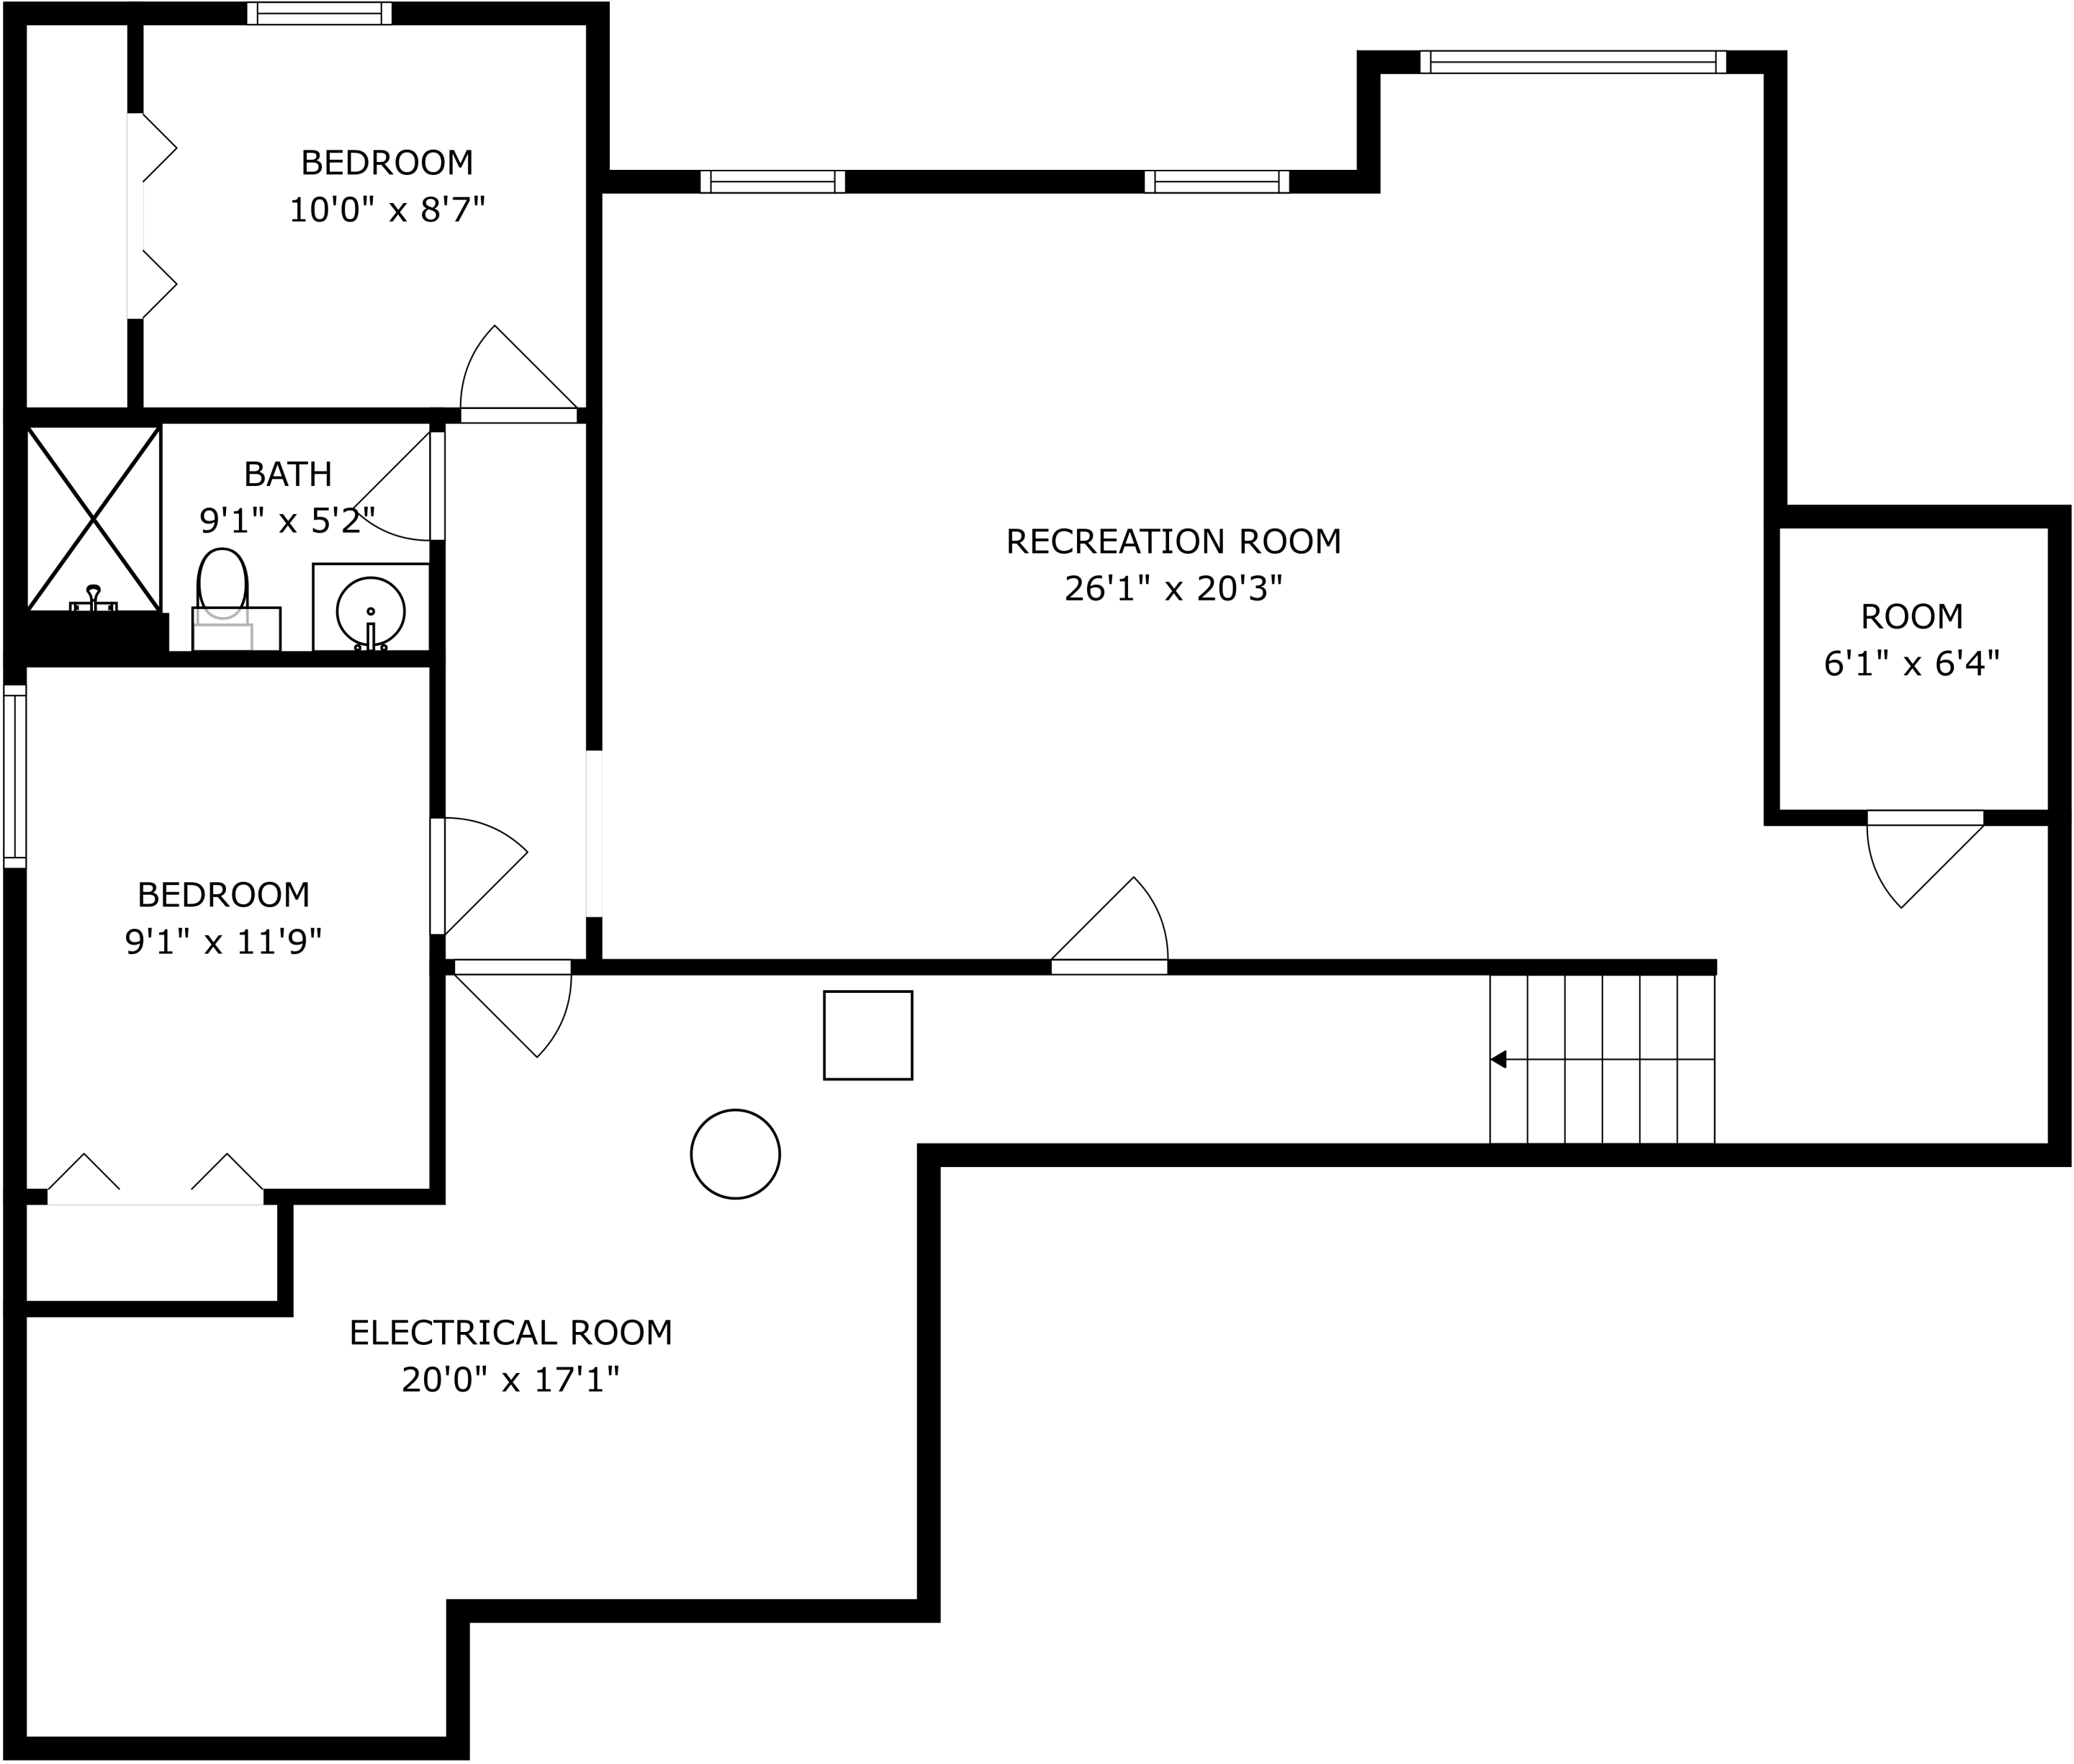 BEDROOM
10'0" x 8'7"
BATH
9'1" x 5'2"
RECREATION ROOM
26'1" x 20'3"
ROOM
6'1" x 6'4"
BEDROOM
9'1" x 11'9"
ELECTRICAL ROOM
20'0" x 17'1"